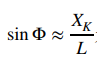 sin Φ ≈ X_K / L,